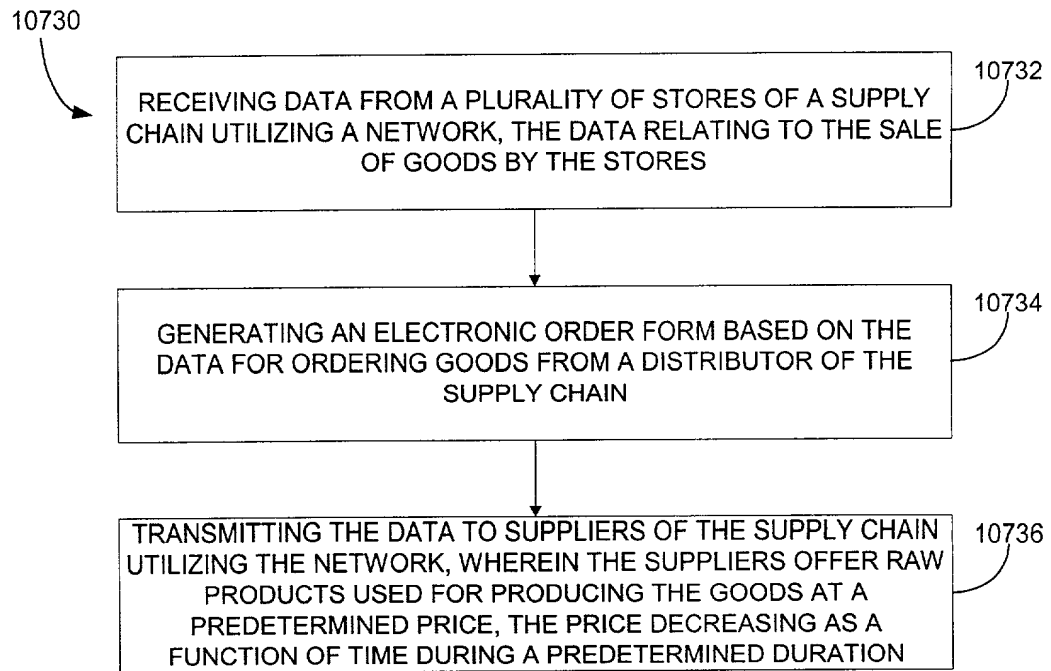 10730
10732
RECEIVING DATA FROM A PLURALITY OF STORES OF A SUPPLY
CHAIN UTILIZING A NETWORK, THE DATA RELATING TO THE SALE
OF GOODS BY THE STORES
10734
GENERATING AN ELECTRONIC ORDER FORM BASED ON THE
DATA FOR ORDERING GOODS FROM A DISTRIBUTOR OF THE
SUPPLY CHAIN
10736
TRANSMITTING THE DATA TO SUPPLIERS OF THE SUPPLY CHAIN
UTILIZING THE NETWORK, WHEREIN THE SUPPLIERS OFFER RAW
PRODUCTS USED FOR PRODUCING THE GOODS AT A
PREDETERMINED PRICE, THE PRICE DECREASING AS A
FUNCTION OF TIME DURING A PREDETERMINED DURATION